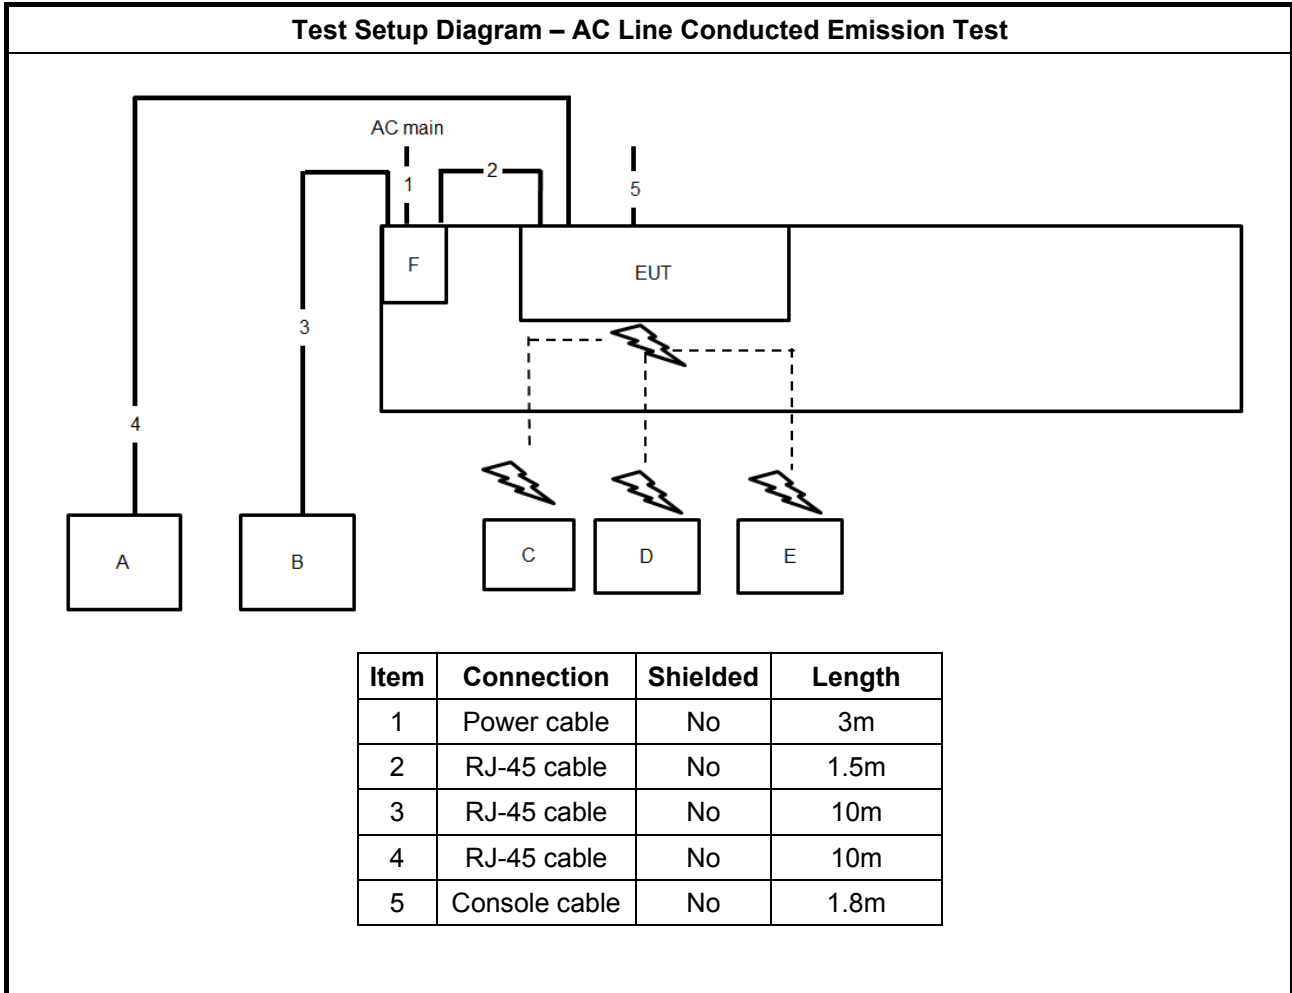 Test Setup Diagram – AC Line Conducted Emission Test
AC main
1
2
5
F
EUT
3
4
A
B
C
D
E
Item Connection Shielded Length
1 Power cable No 3m
2 RJ-45 cable No 1.5m
3 RJ-45 cable No 10m
4 RJ-45 cable No 10m
5 Console cable No 1.8m